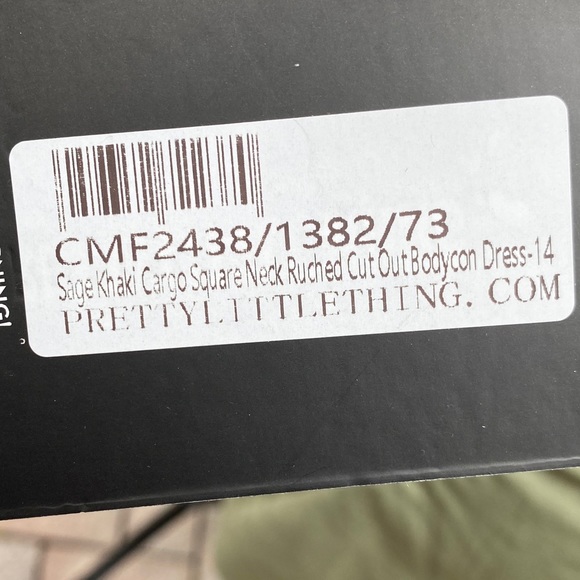 CMF2438/1382/73
Sage Khaki Cargo Square Neck Ruched Cut Out Bodycon Dress-14
PRETTYLITTLETHING. COM